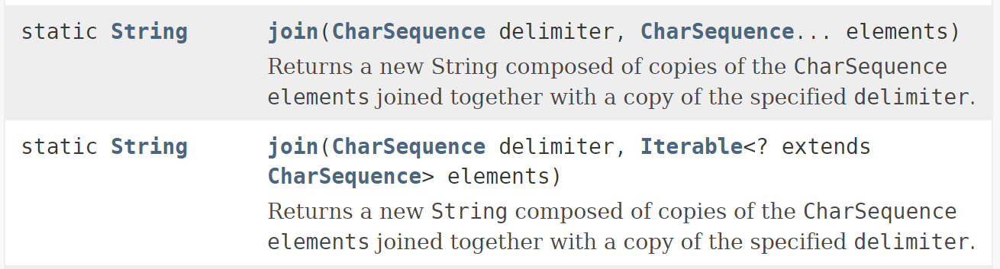 static String join(CharSequence delimiter, CharSequence... elements)
Returns a new String composed of copies of the CharSequence
elements joined together with a copy of the specified delimiter.
static String join(CharSequence delimiter, Iterable<? extends
CharSequence> elements)
Returns a new String composed of copies of the CharSequence
elements joined together with a copy of the specified delimiter.